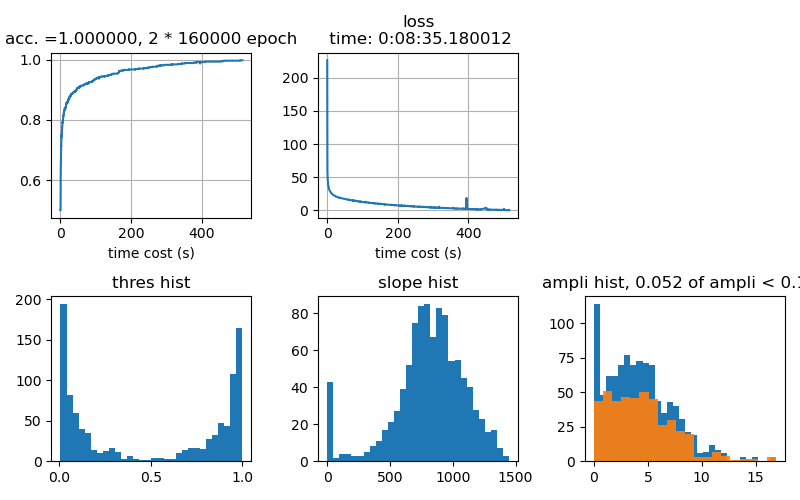 acc. =1.000000, 2 * 160000 epoch
1.0
0.8
0.6
0 200 400
time cost (s)
loss
time: 0:08:35.180012
200
150
100
50
0
0 200 400
time cost (s)
thres hist
200
150
100
50
0
0.0 0.5 1.0
slope hist
80
60
40
20
0
0 500 1000 1500
ampli hist, 0.052 of ampli < 0.1
100
75
50
25
0
0 5 10 15